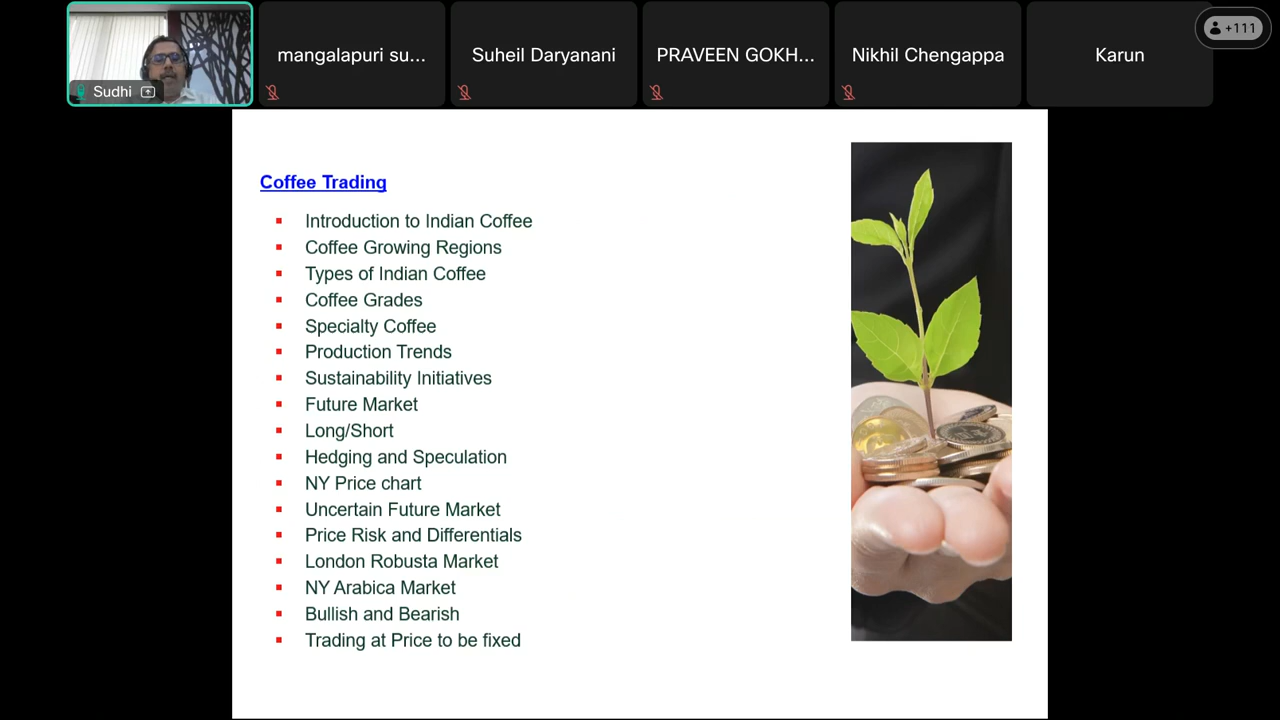 mangalapuri su...
Suheil Daryanani
PRAVEEN GOKH...
Nikhil Chengappa
Karun
+111
Sudhi
Coffee Trading
Introduction to Indian Coffee
Coffee Growing Regions
Types of Indian Coffee
Coffee Grades
Specialty Coffee
Production Trends
Sustainability Initiatives
Future Market
Long/Short
Hedging and Speculation
NY Price chart
Uncertain Future Market
Price Risk and Differentials
London Robusta Market
NY Arabica Market
Bullish and Bearish
Trading at Price to be fixed